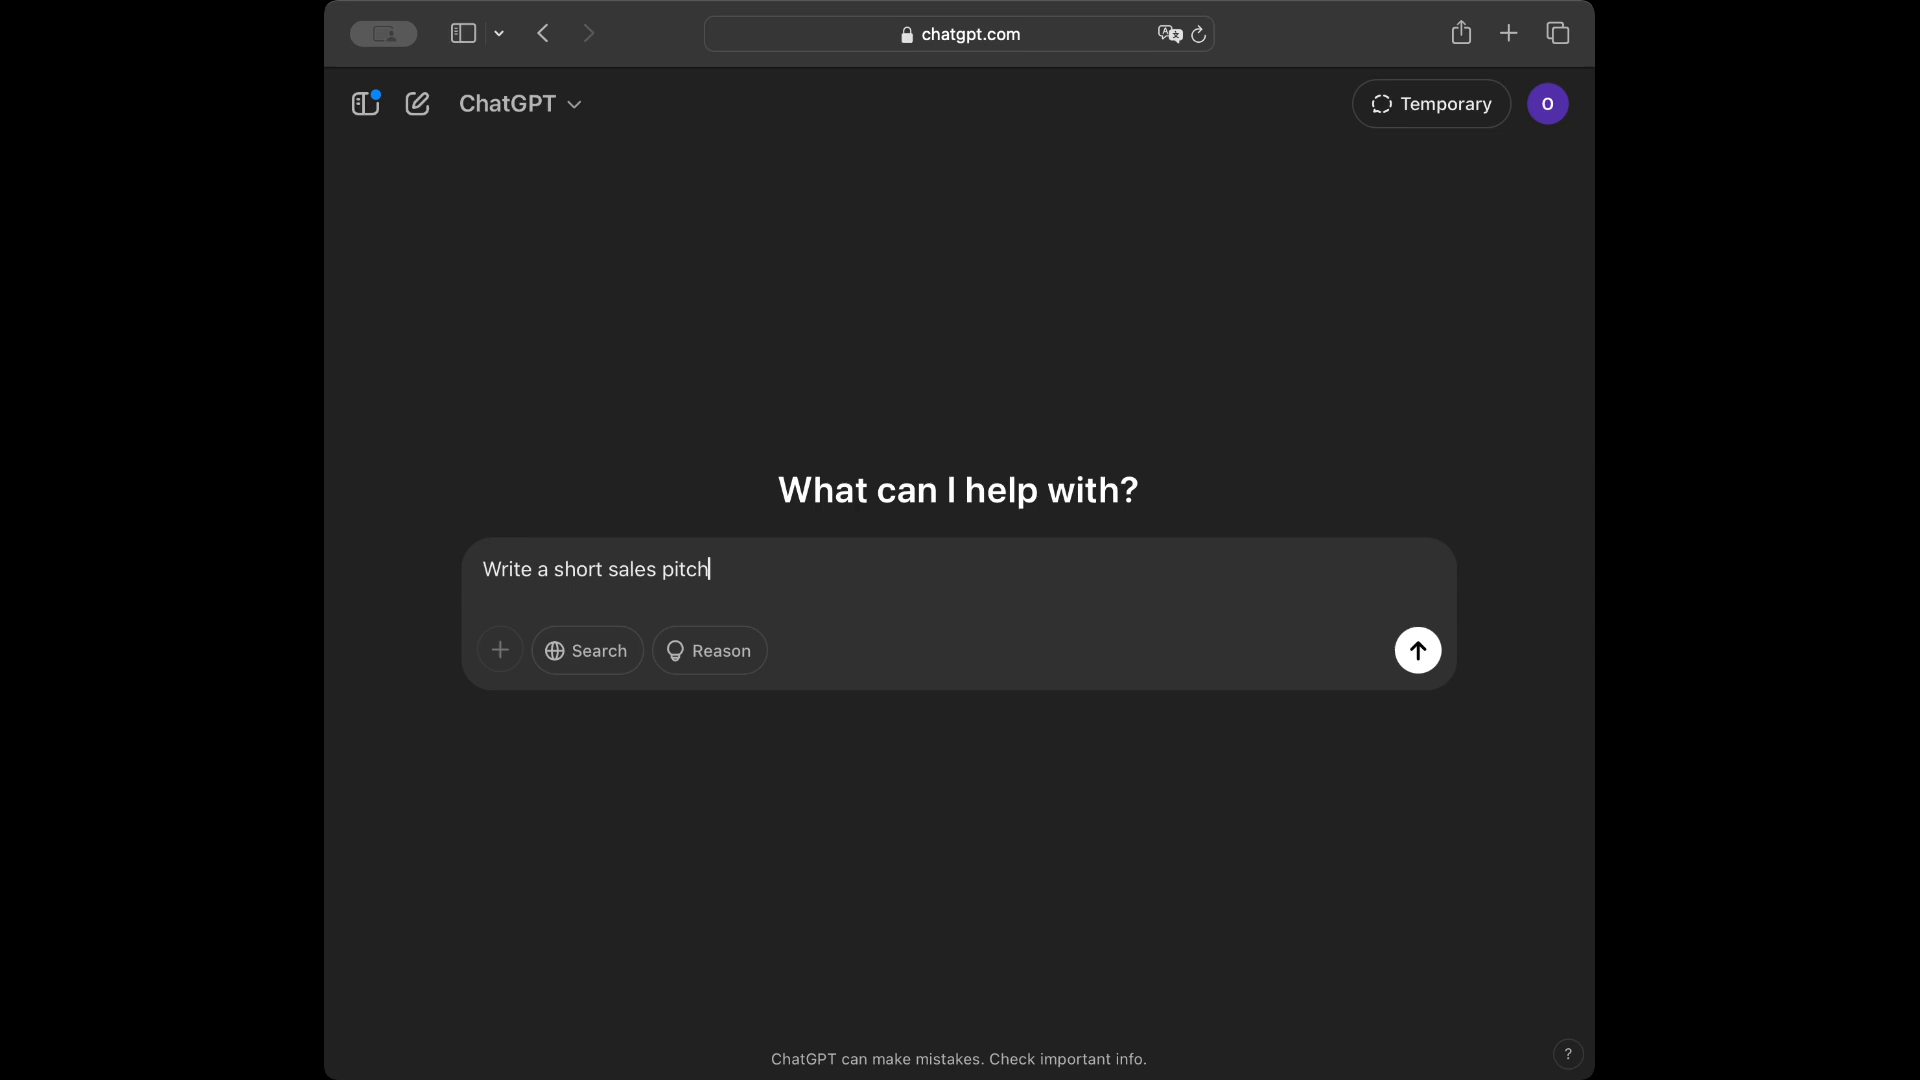 chatgpt.com
ChatGPT
Temporary
O
What can I help with?
Write a short sales pitch
Search
Reason
ChatGPT can make mistakes. Check important info.
?